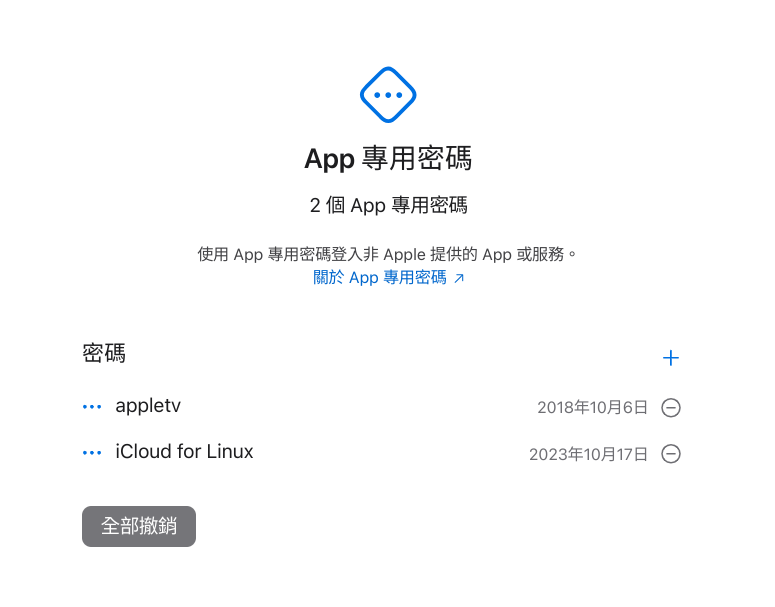 App 專用密碼
2 個 App 專用密碼
使用 App 專用密碼登入非 Apple 提供的 App 或服務。
關於 App 專用密碼 ↗
密碼
appletv 2018年10月6日
iCloud for Linux 2023年10月17日
全部撤銷